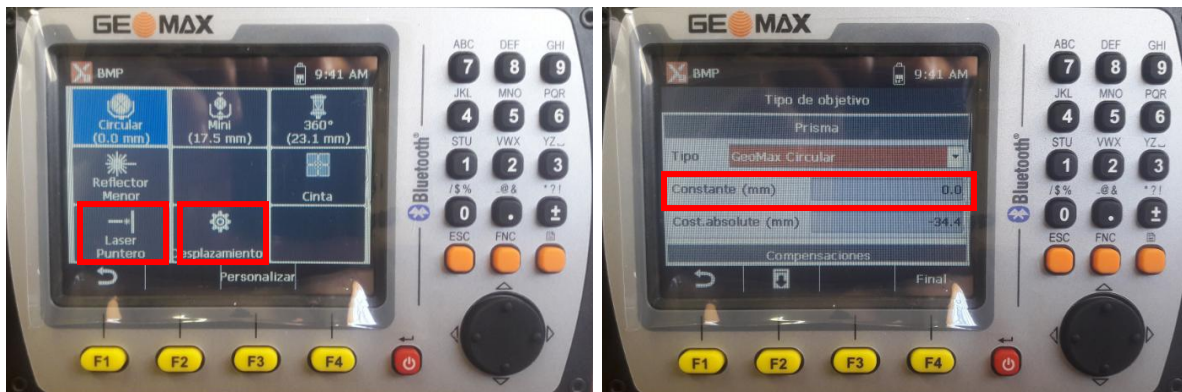 GEOMAX
BMP 9:41 AM
Circular (0.0 mm)
Mini (17.5 mm)
360° (23.1 mm)
Reflector Menor
Cinta
Laser Puntero
Desplazamiento
Personalizar
Bluetooth®
ABC DEF GHI
7 8 9
JKL MNO PQR
4 5 6
STU VWX YZ
1 2 3
/$% _@& *?!
0 . ±
ESC FNC
F1 F2 F3 F4
GEOMAX
BMP 9:41 AM
Tipo de objetivo
Prisma
Tipo GeoMax Circular
Constante (mm) 0.0
Cost.absolute (mm) -34.4
Compensaciones
Final
Bluetooth®
ABC DEF GHI
7 8 9
JKL MNO PQR
4 5 6
STU VWX YZ
1 2 3
/$% _@& *?!
0 . ±
ESC FNC
F1 F2 F3 F4